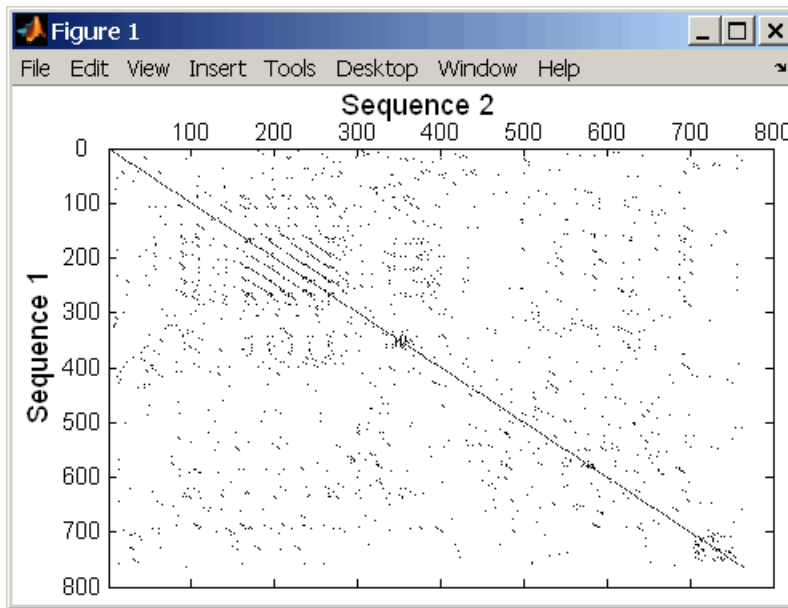 Figure 1
File Edit View Insert Tools Desktop Window Help
Sequence 2
100 200 300 400 500 600 700 800
0
100
200
300
400
500
600
700
800
Sequence 1